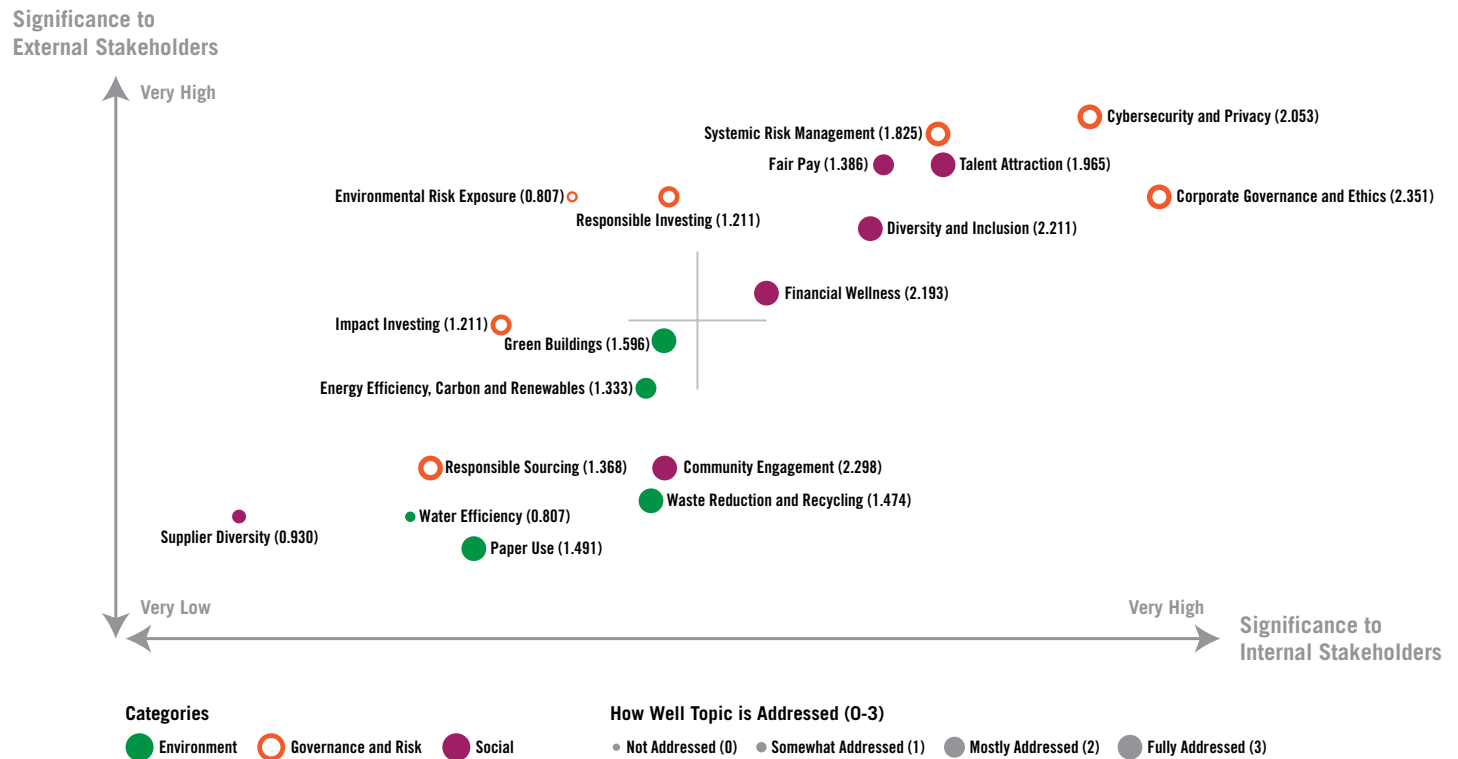 Significance to
External Stakeholders
Very High
Cybersecurity and Privacy (2.053)
Systemic Risk Management (1.825)
Fair Pay (1.386)
Talent Attraction (1.965)
Environmental Risk Exposure (0.807)
Corporate Governance and Ethics (2.351)
Responsible Investing (1.211)
Diversity and Inclusion (2.211)
Financial Wellness (2.193)
Impact Investing (1.211)
Green Buildings (1.596)
Energy Efficiency, Carbon and Renewables (1.333)
Responsible Sourcing (1.368)
Community Engagement (2.298)
Waste Reduction and Recycling (1.474)
Water Efficiency (0.807)
Supplier Diversity (0.930)
Paper Use (1.491)
Very Low
Very High
Significance to
Internal Stakeholders
Categories
Environment
Governance and Risk
Social
How Well Topic is Addressed (0-3)
Not Addressed (0)
Somewhat Addressed (1)
Mostly Addressed (2)
Fully Addressed (3)